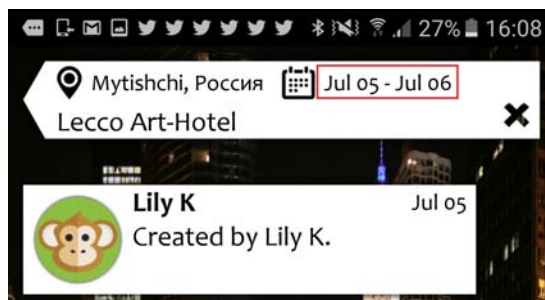 27% 16:08
Mytishchi, Россия Jul 05 - Jul 06
Lecco Art-Hotel
Lily K Jul 05
Created by Lily K.